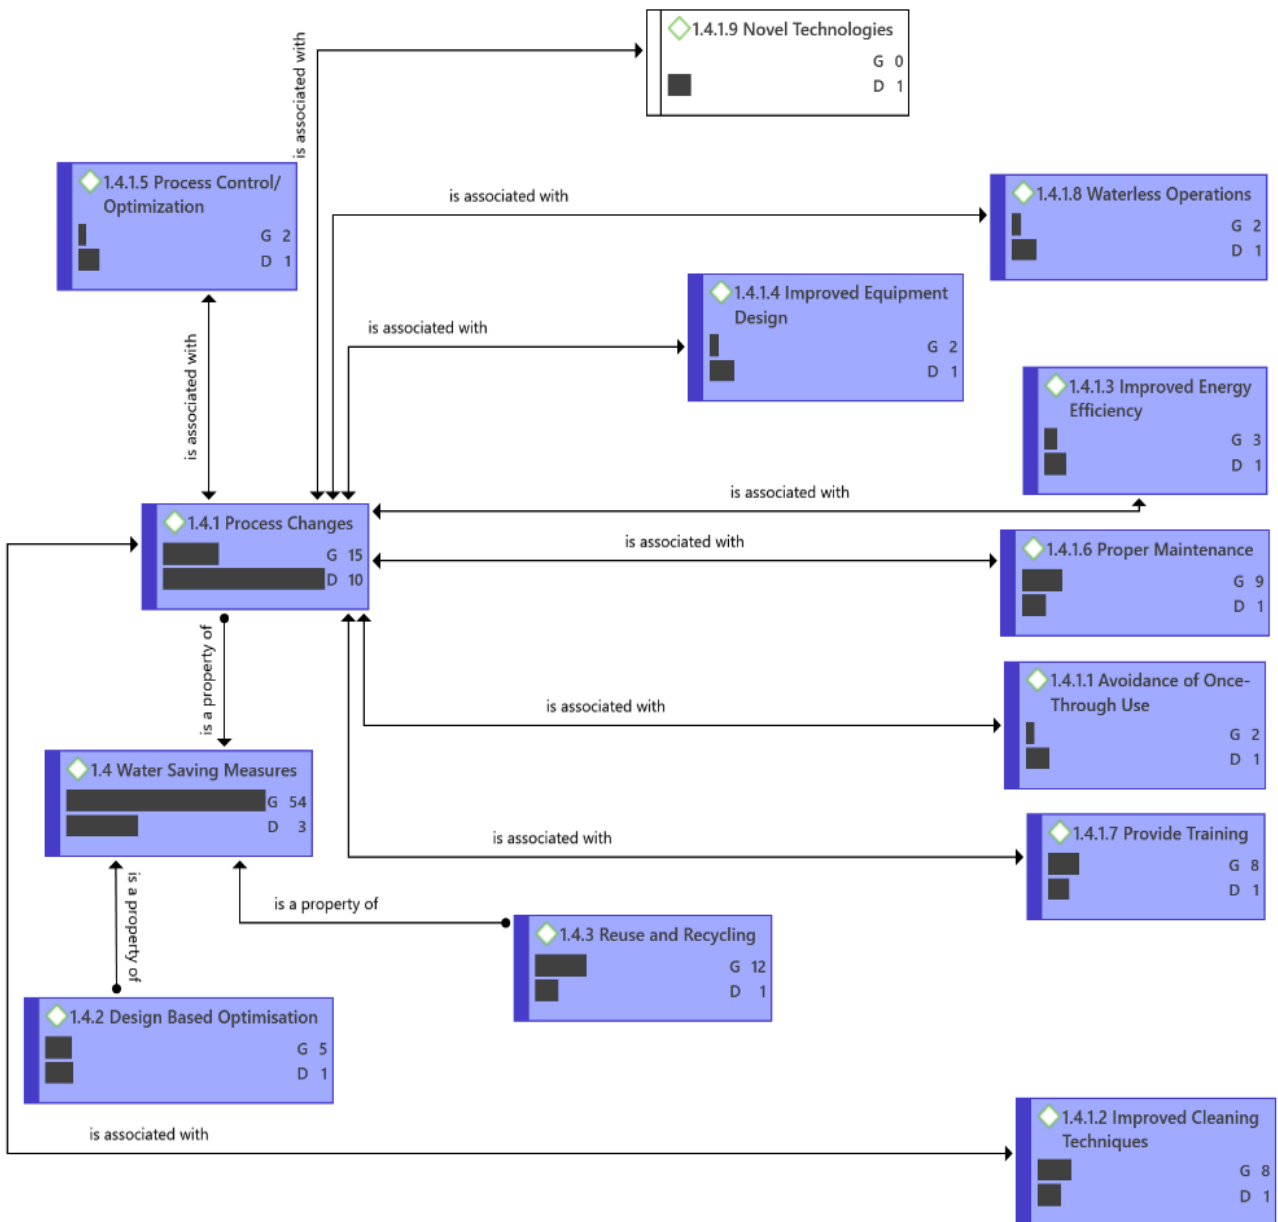 1.4.1.9 Novel Technologies
G 0
D 1
is associated with
1.4.1.5 Process Control/
Optimization
G 2
D 1
is associated with
1.4.1.8 Waterless Operations
G 2
D 1
1.4.1.4 Improved Equipment
Design
G 2
D 1
is associated with
is associated with
1.4.1.3 Improved Energy
Efficiency
G 3
D 1
is associated with
1.4.1 Process Changes
G 15
D 10
is associated with
1.4.1.6 Proper Maintenance
G 9
D 1
is a property of
1.4.1.1 Avoidance of Once-
Through Use
G 2
D 1
is associated with
1.4 Water Saving Measures
G 54
D 3
is associated with
1.4.1.7 Provide Training
G 8
D 1
is a property of
is a property of
1.4.3 Reuse and Recycling
G 12
D 1
1.4.2 Design Based Optimisation
G 5
D 1
is associated with
1.4.1.2 Improved Cleaning
Techniques
G 8
D 1